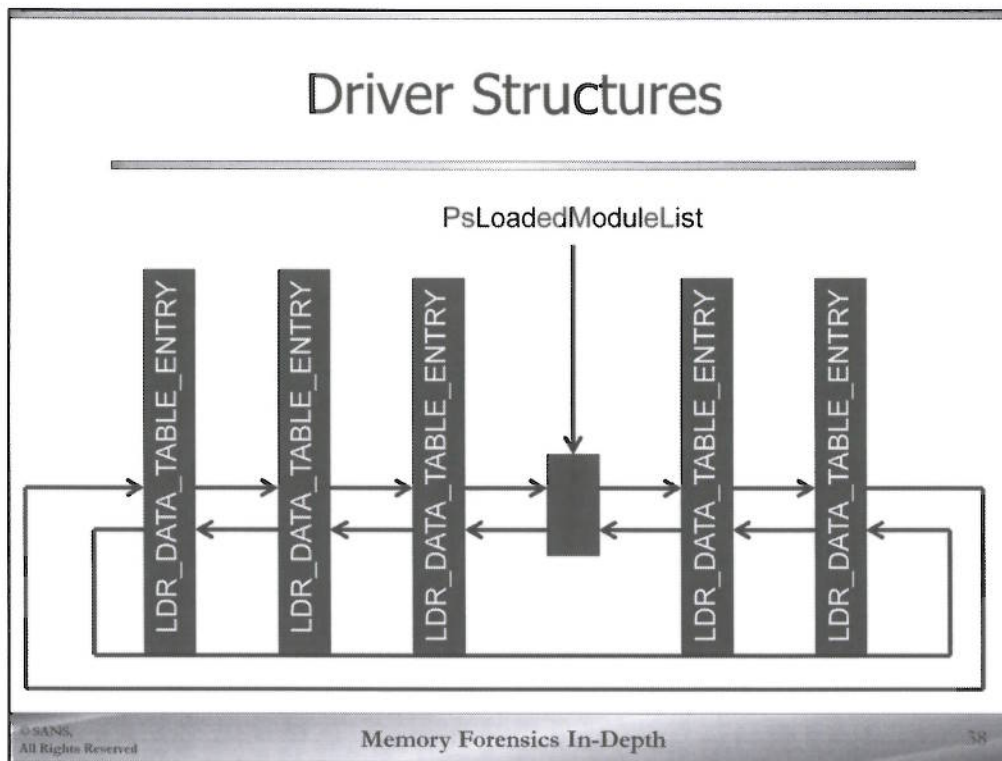 Driver Structures
PsLoadedModuleList
LDR_DATA_TABLE_ENTRY
LDR_DATA_TABLE_ENTRY
LDR_DATA_TABLE_ENTRY
LDR_DATA_TABLE_ENTRY
LDR_DATA_TABLE_ENTRY
© SANS,
All Rights Reserved
Memory Forensics In-Depth
38